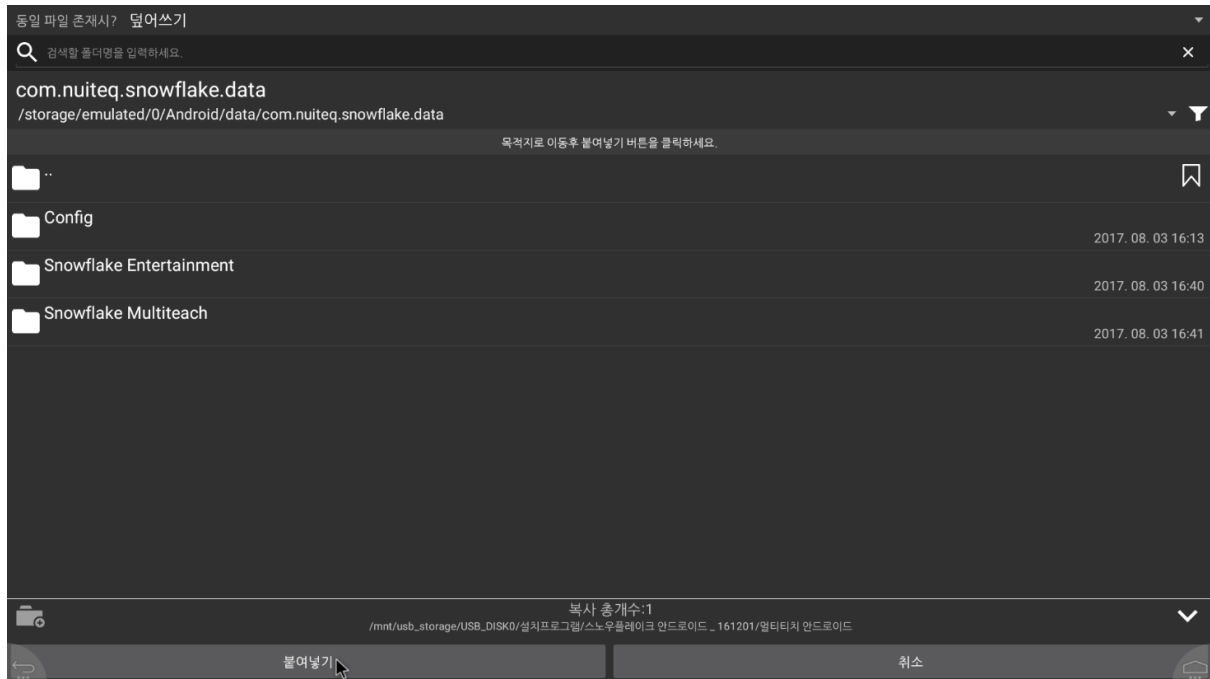 동일 파일 존재시? 덮어쓰기
검색할 폴더명을 입력하세요.
com.nuiteq.snowflake.data
/storage/emulated/0/Android/data/com.nuiteq.snowflake.data
목적지로 이동후 붙여넣기 버튼을 클릭하세요.
..
Config
2017. 08. 03 16:13
Snowflake Entertainment
2017. 08. 03 16:40
Snowflake Multiteach
2017. 08. 03 16:41
복사 총개수:1
/mnt/usb_storage/USB_DISK0/설치프로그램/스노우플레이크 안드로이드 _ 161201/멀티티치 안드로이드
붙여넣기 취소